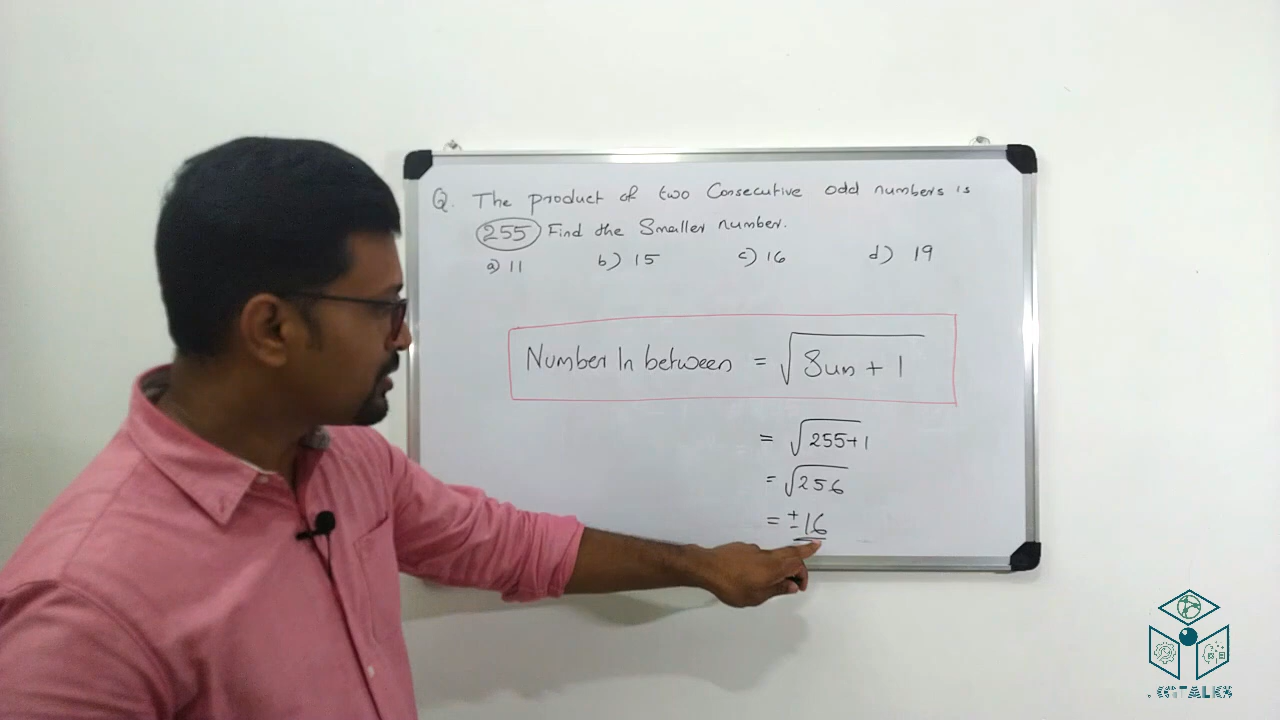 Q. The product of two Consecutive odd numbers is
255 Find the Smaller number.
a) 11 b) 15 c) 16 d) 19
Number In between = √Sum + 1
= √255+1
= √256
= ±16